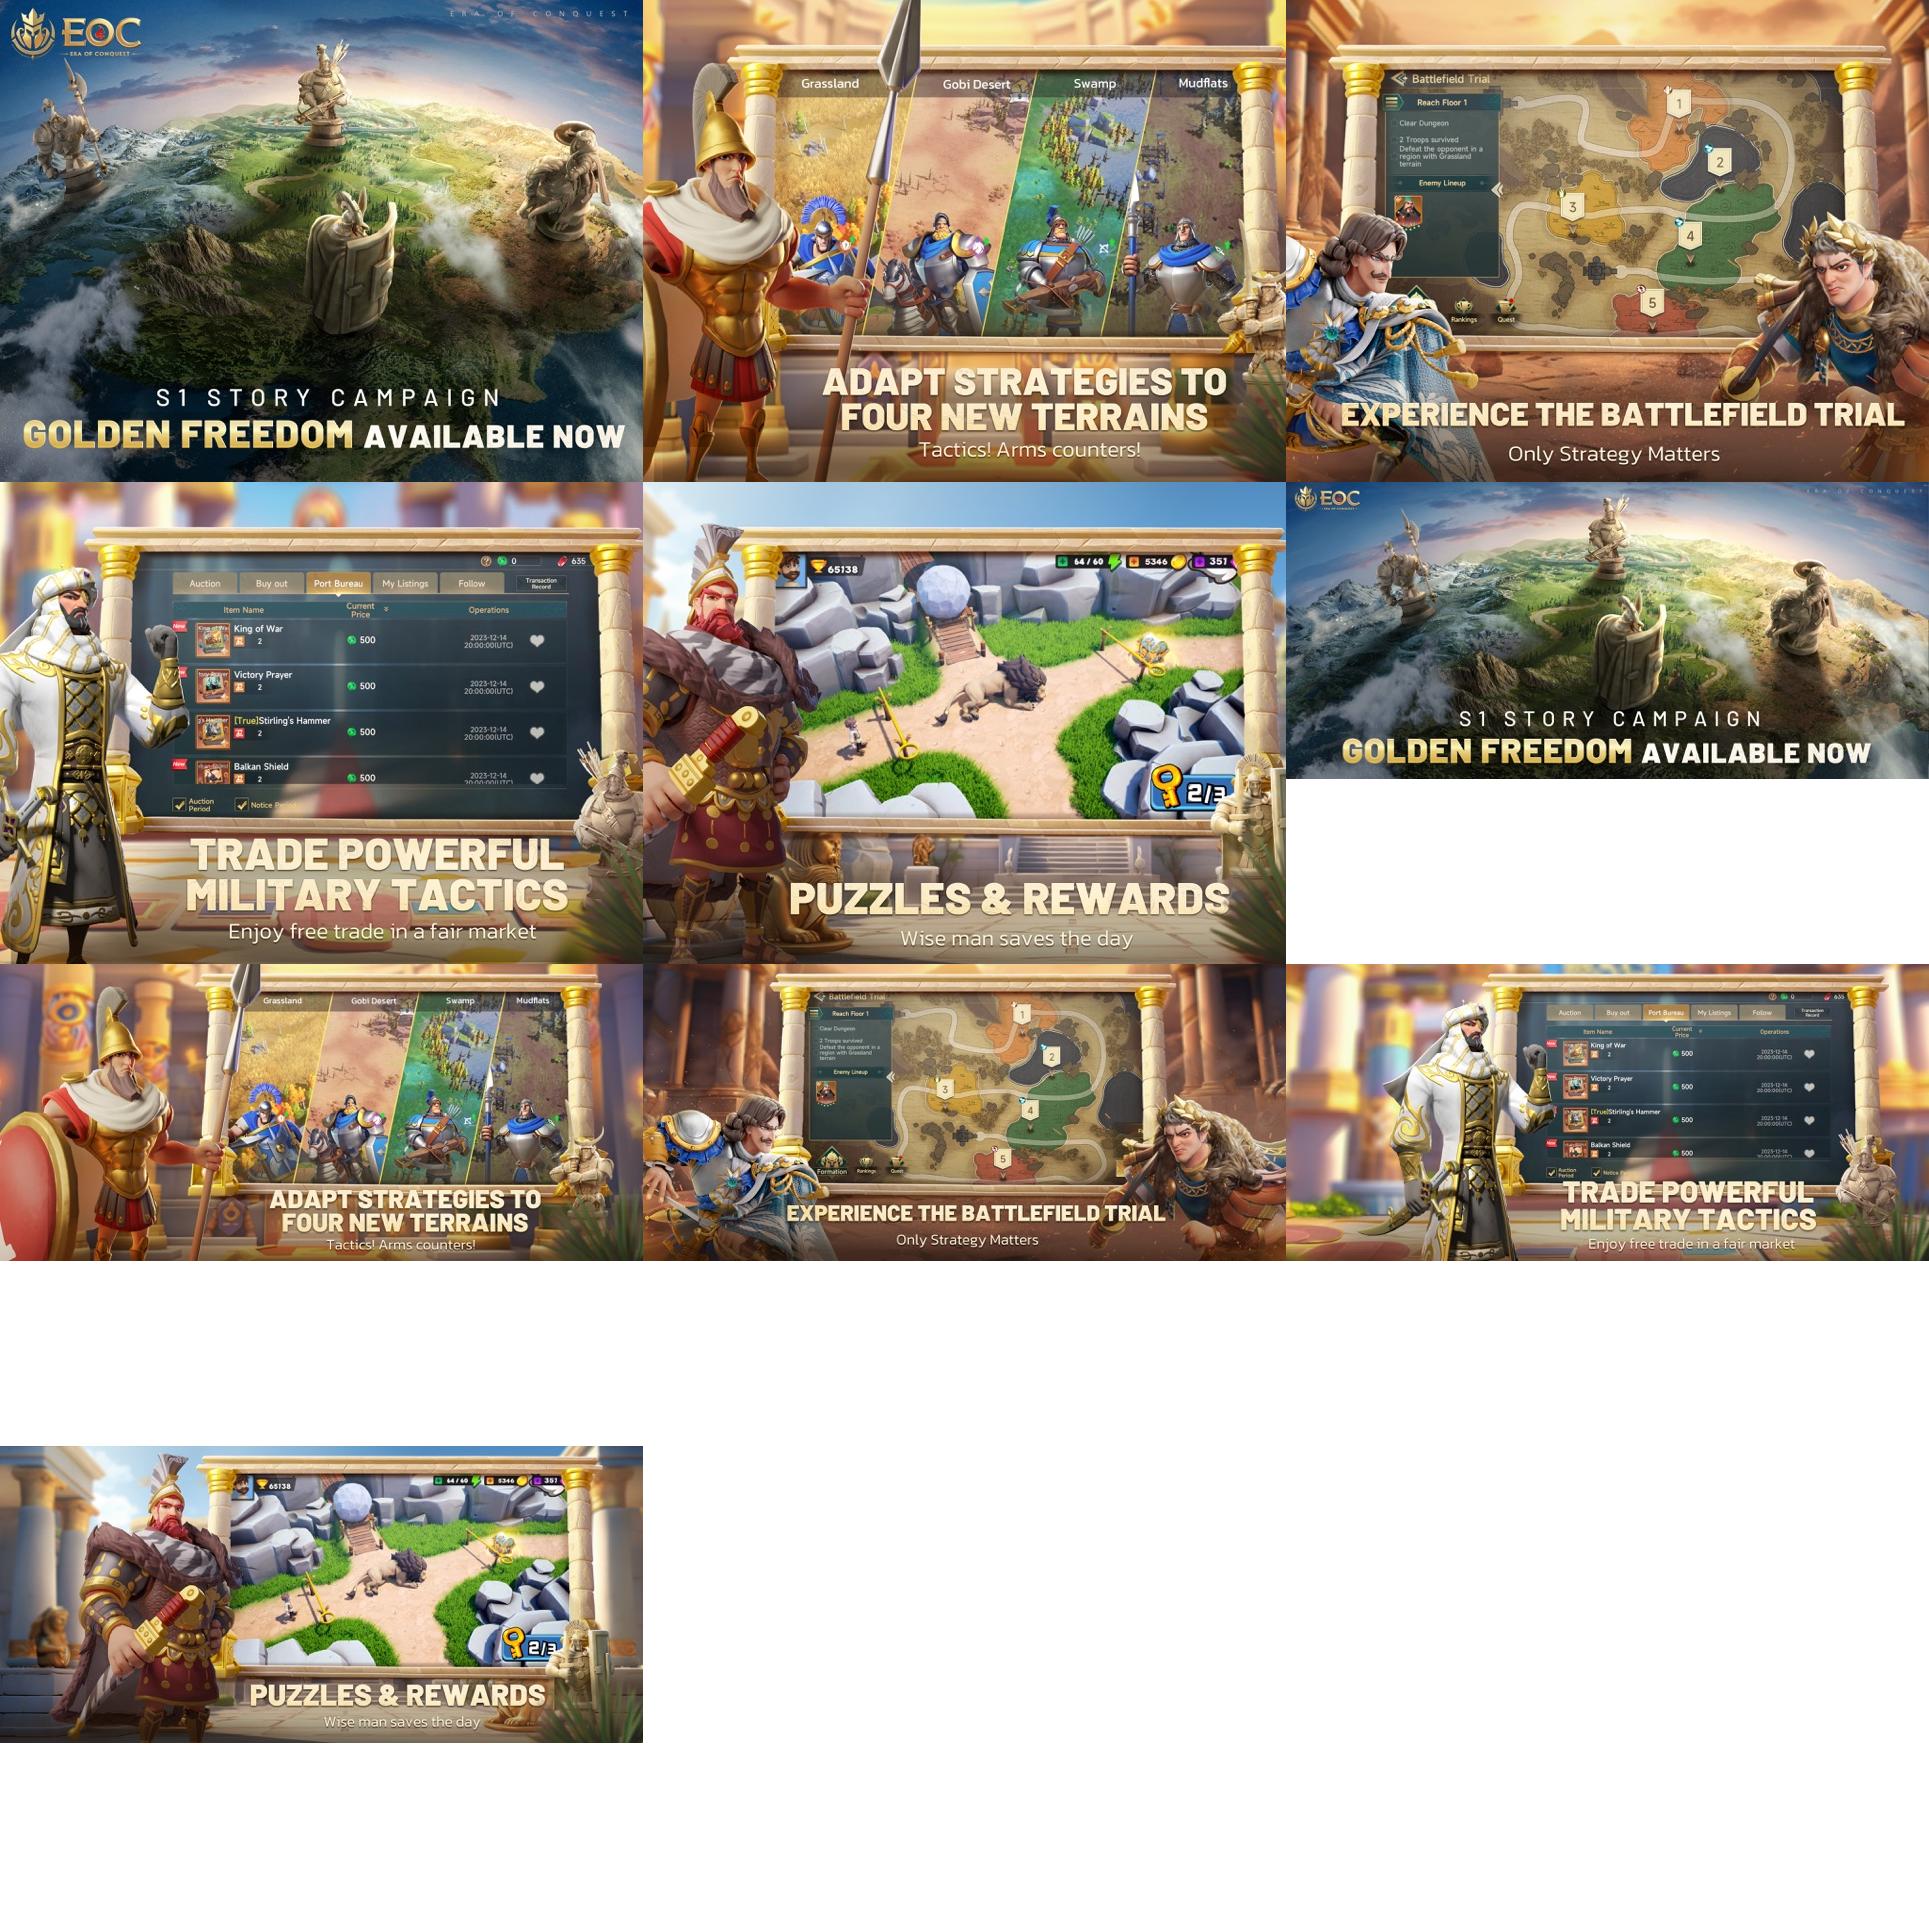 EOC
ERA OF CONQUEST
ERA OF CONQUEST
S1 STORY CAMPAIGN
GOLDEN FREEDOM AVAILABLE NOW
Grassland
Gobi Desert
Swamp
Mudflats
ADAPT STRATEGIES TO
FOUR NEW TERRAINS
Tactics! Arms counters!
Battlefield Trial
Reach Floor 1
Clear Dungeon
2 Troops survived
Defeat the opponent in a
region with Grassland
terrain
Enemy Lineup
1
2
3
4
5
Rankings
Quest
EXPERIENCE THE BATTLEFIELD TRIAL
Only Strategy Matters
0
635
Auction
Buy out
Port Bureau
My Listings
Follow
Transaction
Record
Item Name
Current
Price
Operations
New
King of War
2
500
2023-12-14
20:00:00(UTC)
Victory Prayer
2
500
2023-12-14
20:00:00(UTC)
[True]Stirling's Hammer
2
500
2023-12-14
20:00:00(UTC)
New
Balkan Shield
2
500
2023-12-14
20:00:00(UTC)
Auction
Period
Notice Period
TRADE POWERFUL
MILITARY TACTICS
Enjoy free trade in a fair market
65138
64/60
5346
351
2/3
PUZZLES & REWARDS
Wise man saves the day
EOC
ERA OF CONQUEST
S1 STORY CAMPAIGN
GOLDEN FREEDOM AVAILABLE NOW
Grassland
Gobi Desert
Swamp
Mudflats
ADAPT STRATEGIES TO
FOUR NEW TERRAINS
Tactics! Arms counters!
Battlefield Trial
Reach Floor 1
Clear Dungeon
2 Troops survived
Defeat the opponent in a
region with Grassland
terrain
Enemy Lineup
1
2
3
4
5
Formation
Rankings
Quest
EXPERIENCE THE BATTLEFIELD TRIAL
Only Strategy Matters
0
635
Auction
Buy out
Port Bureau
My Listings
Follow
Transaction
Record
Item Name
Current
Price
Operations
King of War
2
500
2023-12-14
20:00:00(UTC)
Victory Prayer
2
500
2023-12-14
20:00:00(UTC)
[True]Stirling's Hammer
2
500
2023-12-14
20:00:00(UTC)
Balkan Shield
2
500
2023-12-14
20:00:00(UTC)
Auction
Period
Notice
TRADE POWERFUL
MILITARY TACTICS
Enjoy free trade in a fair market
65138
64/60
5346
351
2/3
PUZZLES & REWARDS
Wise man saves the day